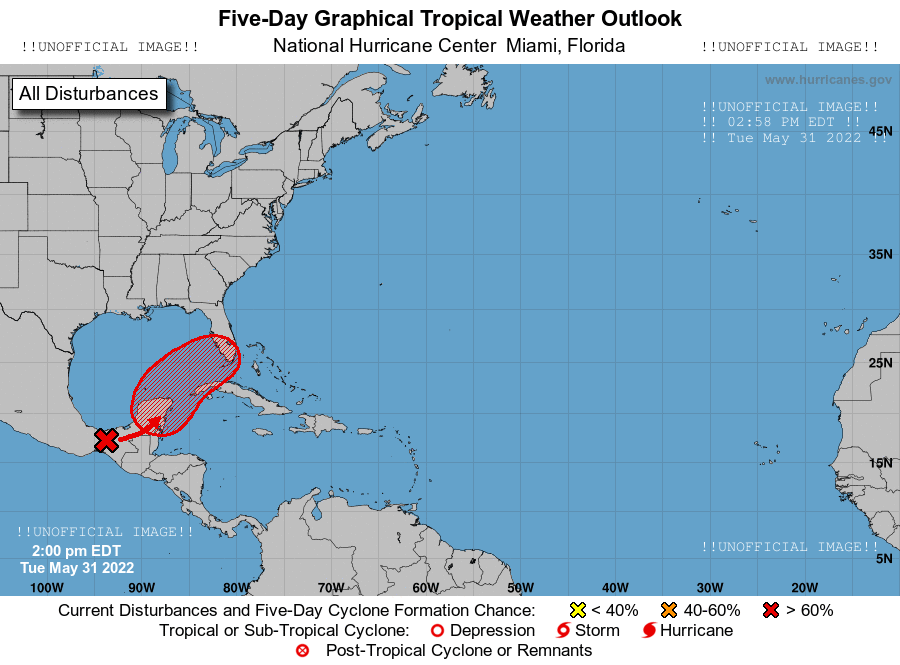 Five-Day Graphical Tropical Weather Outlook
!!UNOFFICIAL IMAGE!! National Hurricane Center Miami, Florida !!UNOFFICIAL IMAGE!!
www.hurricanes.gov
All Disturbances
!!UNOFFICIAL IMAGE!!
!! 02:58 PM EDT !!
!! Tue May 31 2022 !!
45N
35N
25N
15N
!!UNOFFICIAL IMAGE!!
2:00 pm EDT
Tue May 31 2022
!!UNOFFICIAL IMAGE!!
5N
100W 90W 80W 70W 60W 50W 40W 30W 20W
Current Disturbances and Five-Day Cyclone Formation Chance: < 40% 40-60% > 60%
Tropical or Sub-Tropical Cyclone: Depression Storm Hurricane
Post-Tropical Cyclone or Remnants